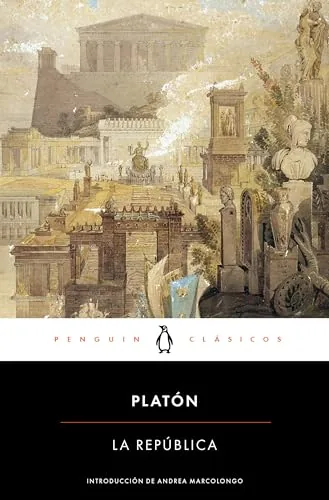 PENGUIN CLÁSICOS
PLATÓN
LA REPÚBLICA
INTRODUCCIÓN DE ANDREA MARCOLONGO